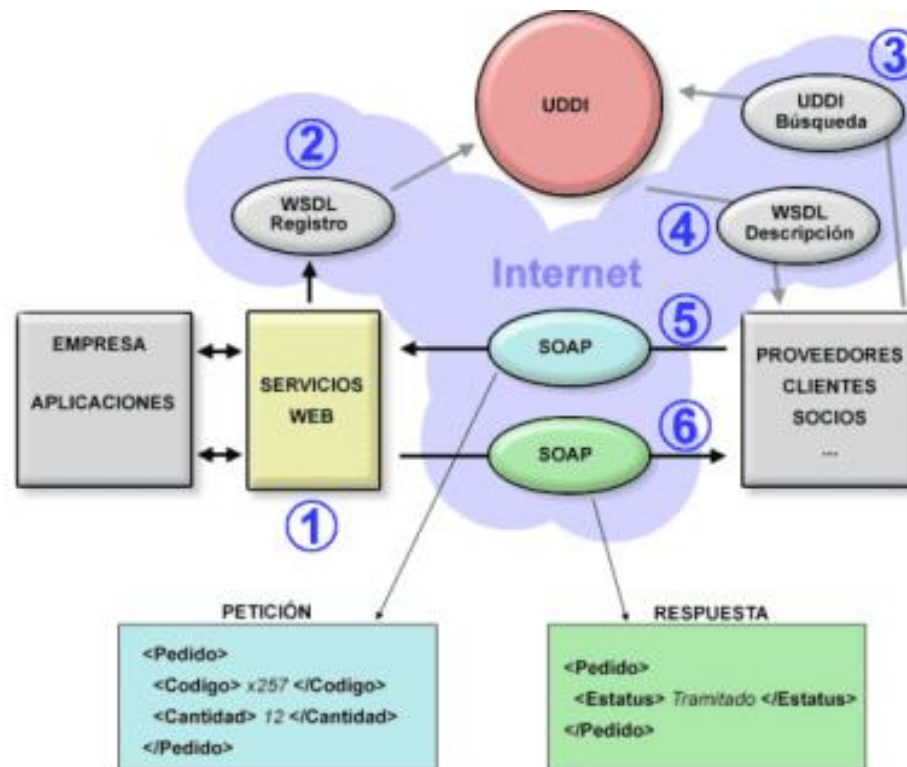 UDDI
3
UDDI
Búsqueda
2
WSDL
Registro
4
WSDL
Descripción
Internet
EMPRESA
APLICACIONES
SERVICIOS
WEB
1
SOAP
5
SOAP
6
PROVEEDORES
CLIENTES
SOCIOS
...
PETICIÓN
<Pedido>
<Codigo> x257 </Codigo>
<Cantidad> 12 </Cantidad>
</Pedido>
RESPUESTA
<Pedido>
<Estatus> Tramitado </Estatus>
</Pedido>